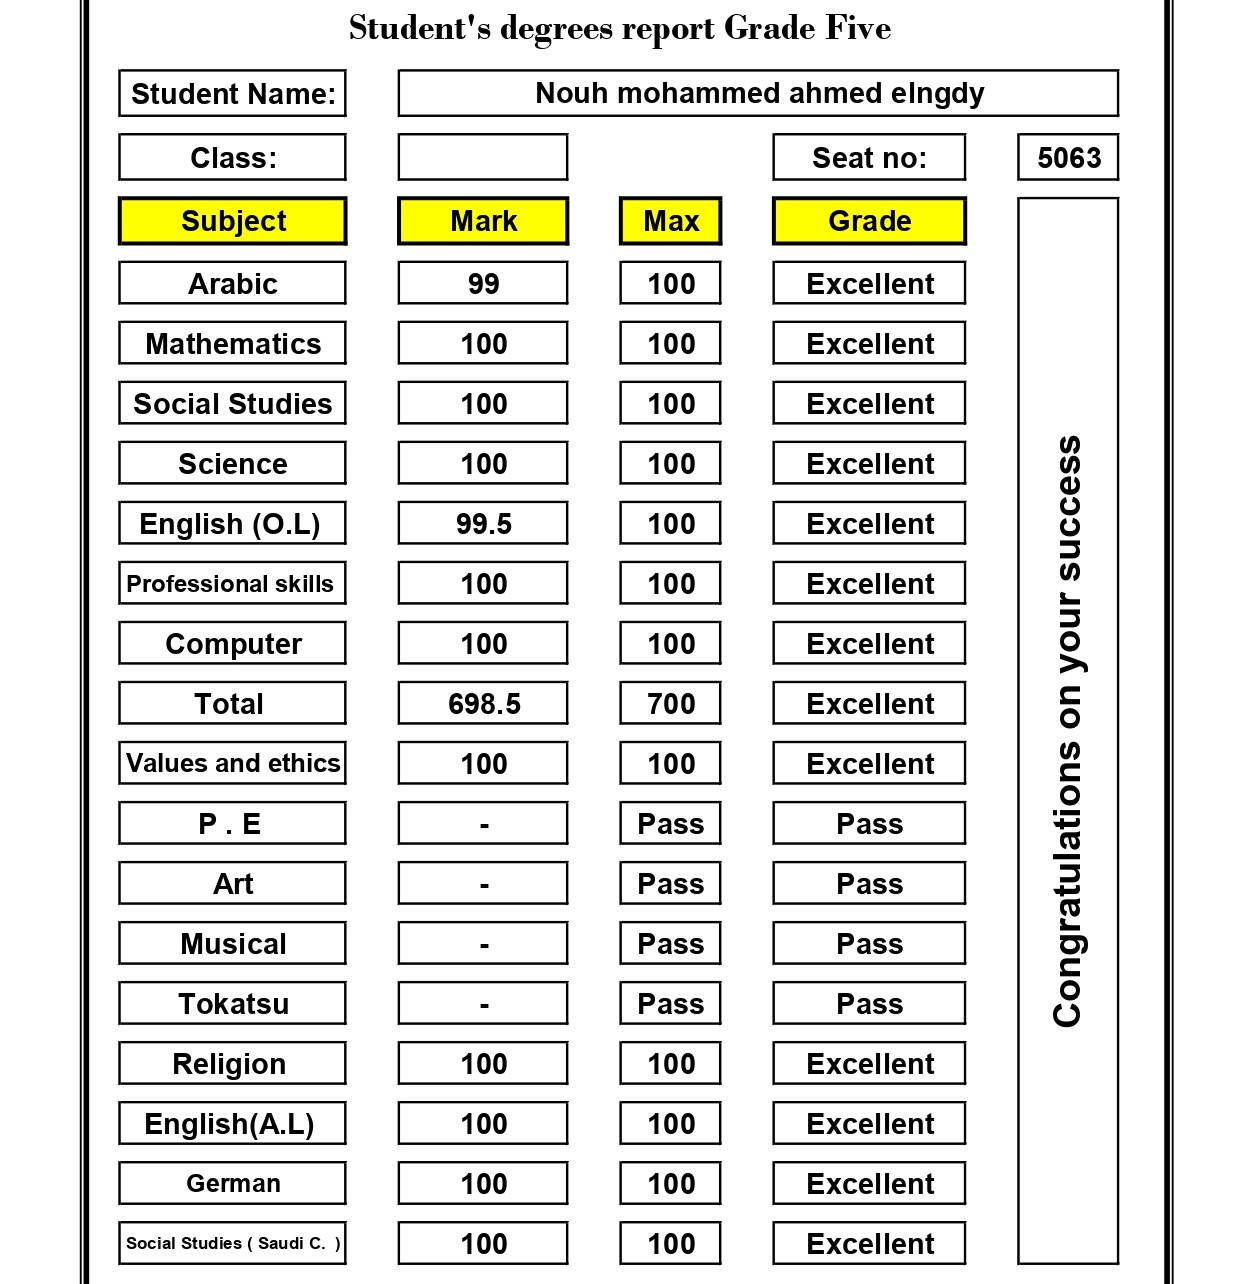 Student's degrees report Grade Five
Student Name: Nouh mohammed ahmed elngdy
Class: Seat no: 5063
Subject Mark Max Grade
Arabic 99 100 Excellent
Mathematics 100 100 Excellent
Social Studies 100 100 Excellent
Science 100 100 Excellent
English (O.L) 99.5 100 Excellent
Professional skills 100 100 Excellent
Computer 100 100 Excellent
Total 698.5 700 Excellent
Values and ethics 100 100 Excellent
P . E - Pass Pass
Art - Pass Pass
Musical - Pass Pass
Tokatsu - Pass Pass
Religion 100 100 Excellent
English(A.L) 100 100 Excellent
German 100 100 Excellent
Social Studies ( Saudi C. ) 100 100 Excellent
Congratulations on your success